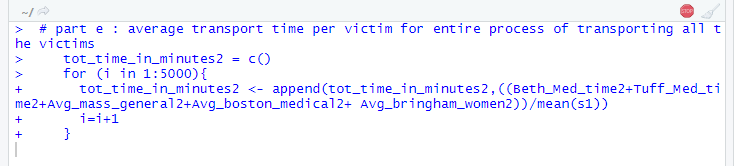 ~/
STOP
>  # part e : average transport time per victim for entire process of transporting all t
he victims
>    tot_time_in_minutes2 = c()
>    for (i in 1:5000){
+      tot_time_in_minutes2 <- append(tot_time_in_minutes2,((Beth_Med_time2+Tuff_Med_ti
me2+Avg_mass_general2+Avg_boston_medical2+ Avg_bringham_women2))/mean(s1))
+      i=i+1
+    }